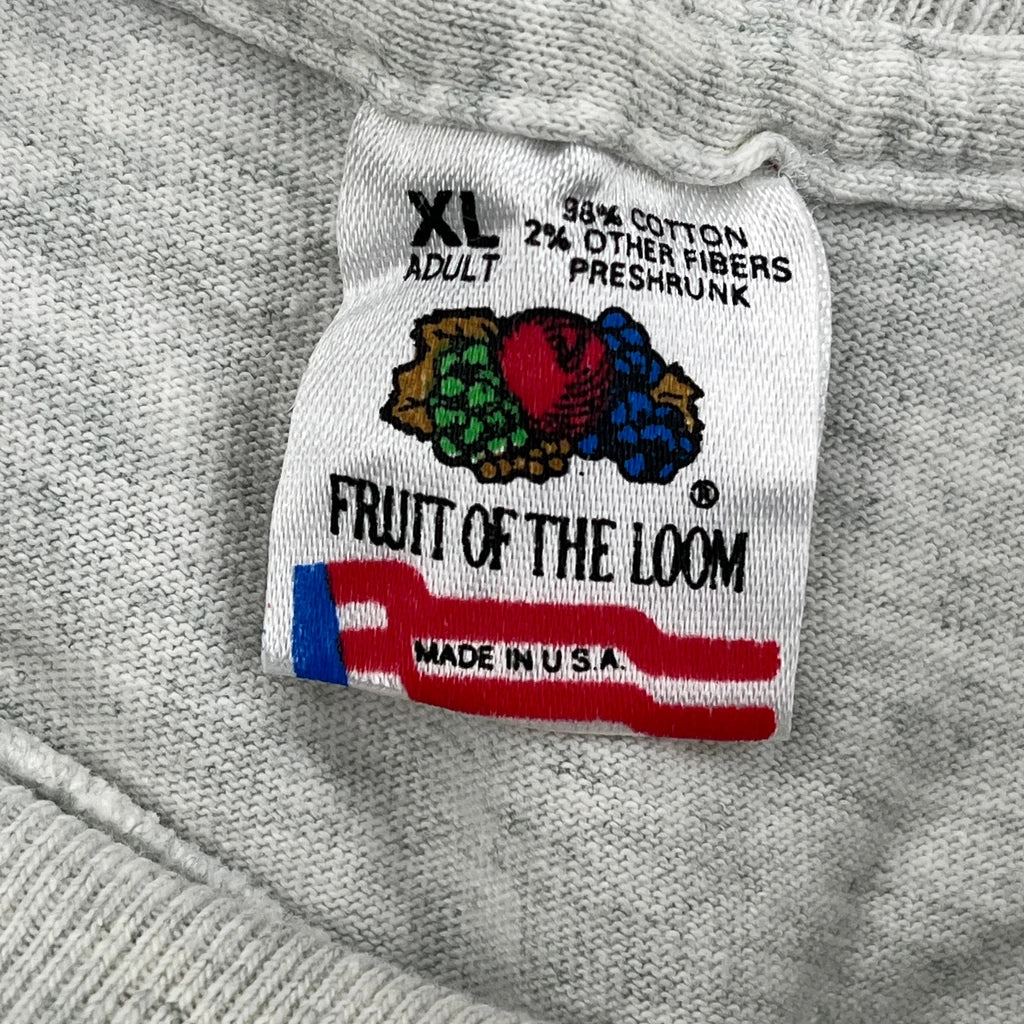 XL
ADULT
98% COTTON
2% OTHER FIBERS
PRESHRUNK
®
FRUIT OF THE LOOM
MADE IN U.S.A.